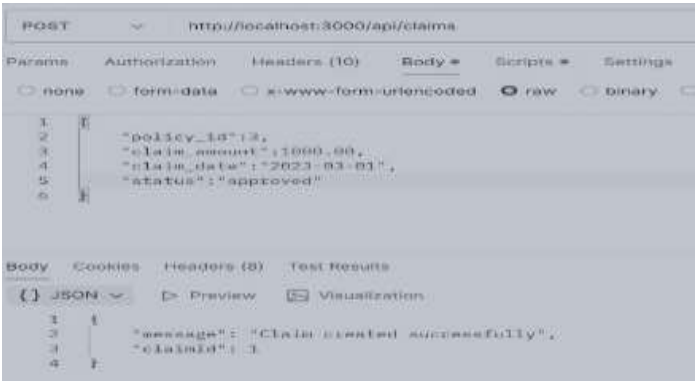 POST http://localhost:3000/api/claims
Params Authorization Headers (10) Body Scripts Settings
none form-data x-www-form-urlencoded raw binary
1 {
2 "policy_id":3,
3 "claim_amount":1000.00,
4 "claim_date":"2023-03-01",
5 "status":"approved"
6 }
Body Cookies Headers (8) Test Results
{} JSON Preview Visualization
1 {
2 "message": "Claim created successfully",
3 "claimId": 1
4 }